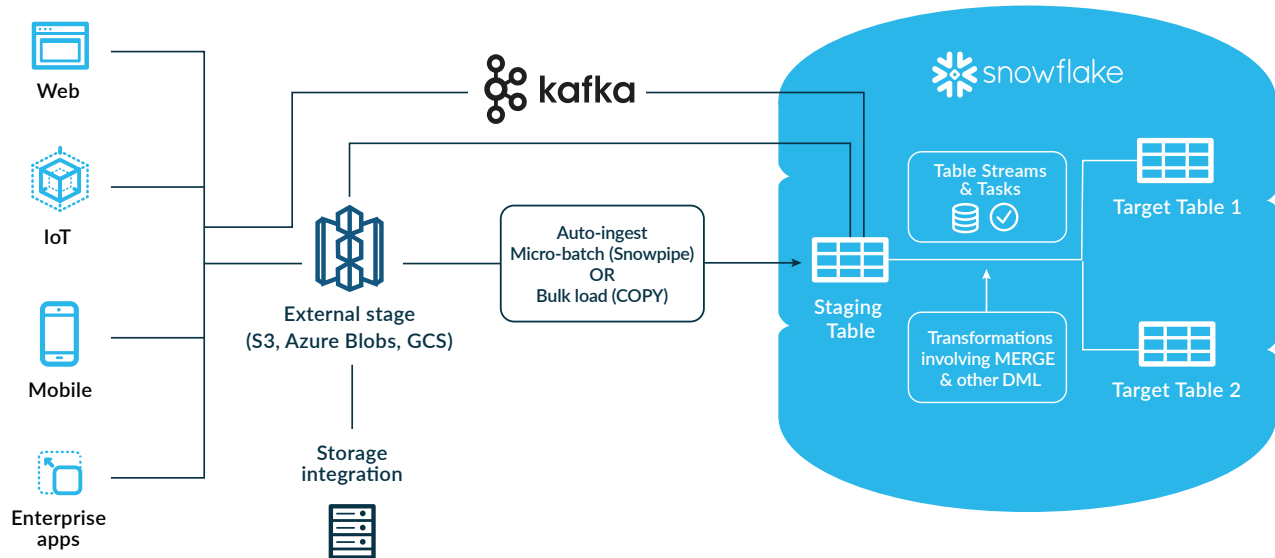 Web
IoT
Mobile
Enterprise
apps
kafka
External stage
(S3, Azure Blobs, GCS)
Storage
integration
Auto-ingest
Micro-batch (Snowpipe)
OR
Bulk load (COPY)
snowflake
Staging
Table
Table Streams
& Tasks
Transformations
involving MERGE
& other DML
Target Table 1
Target Table 2